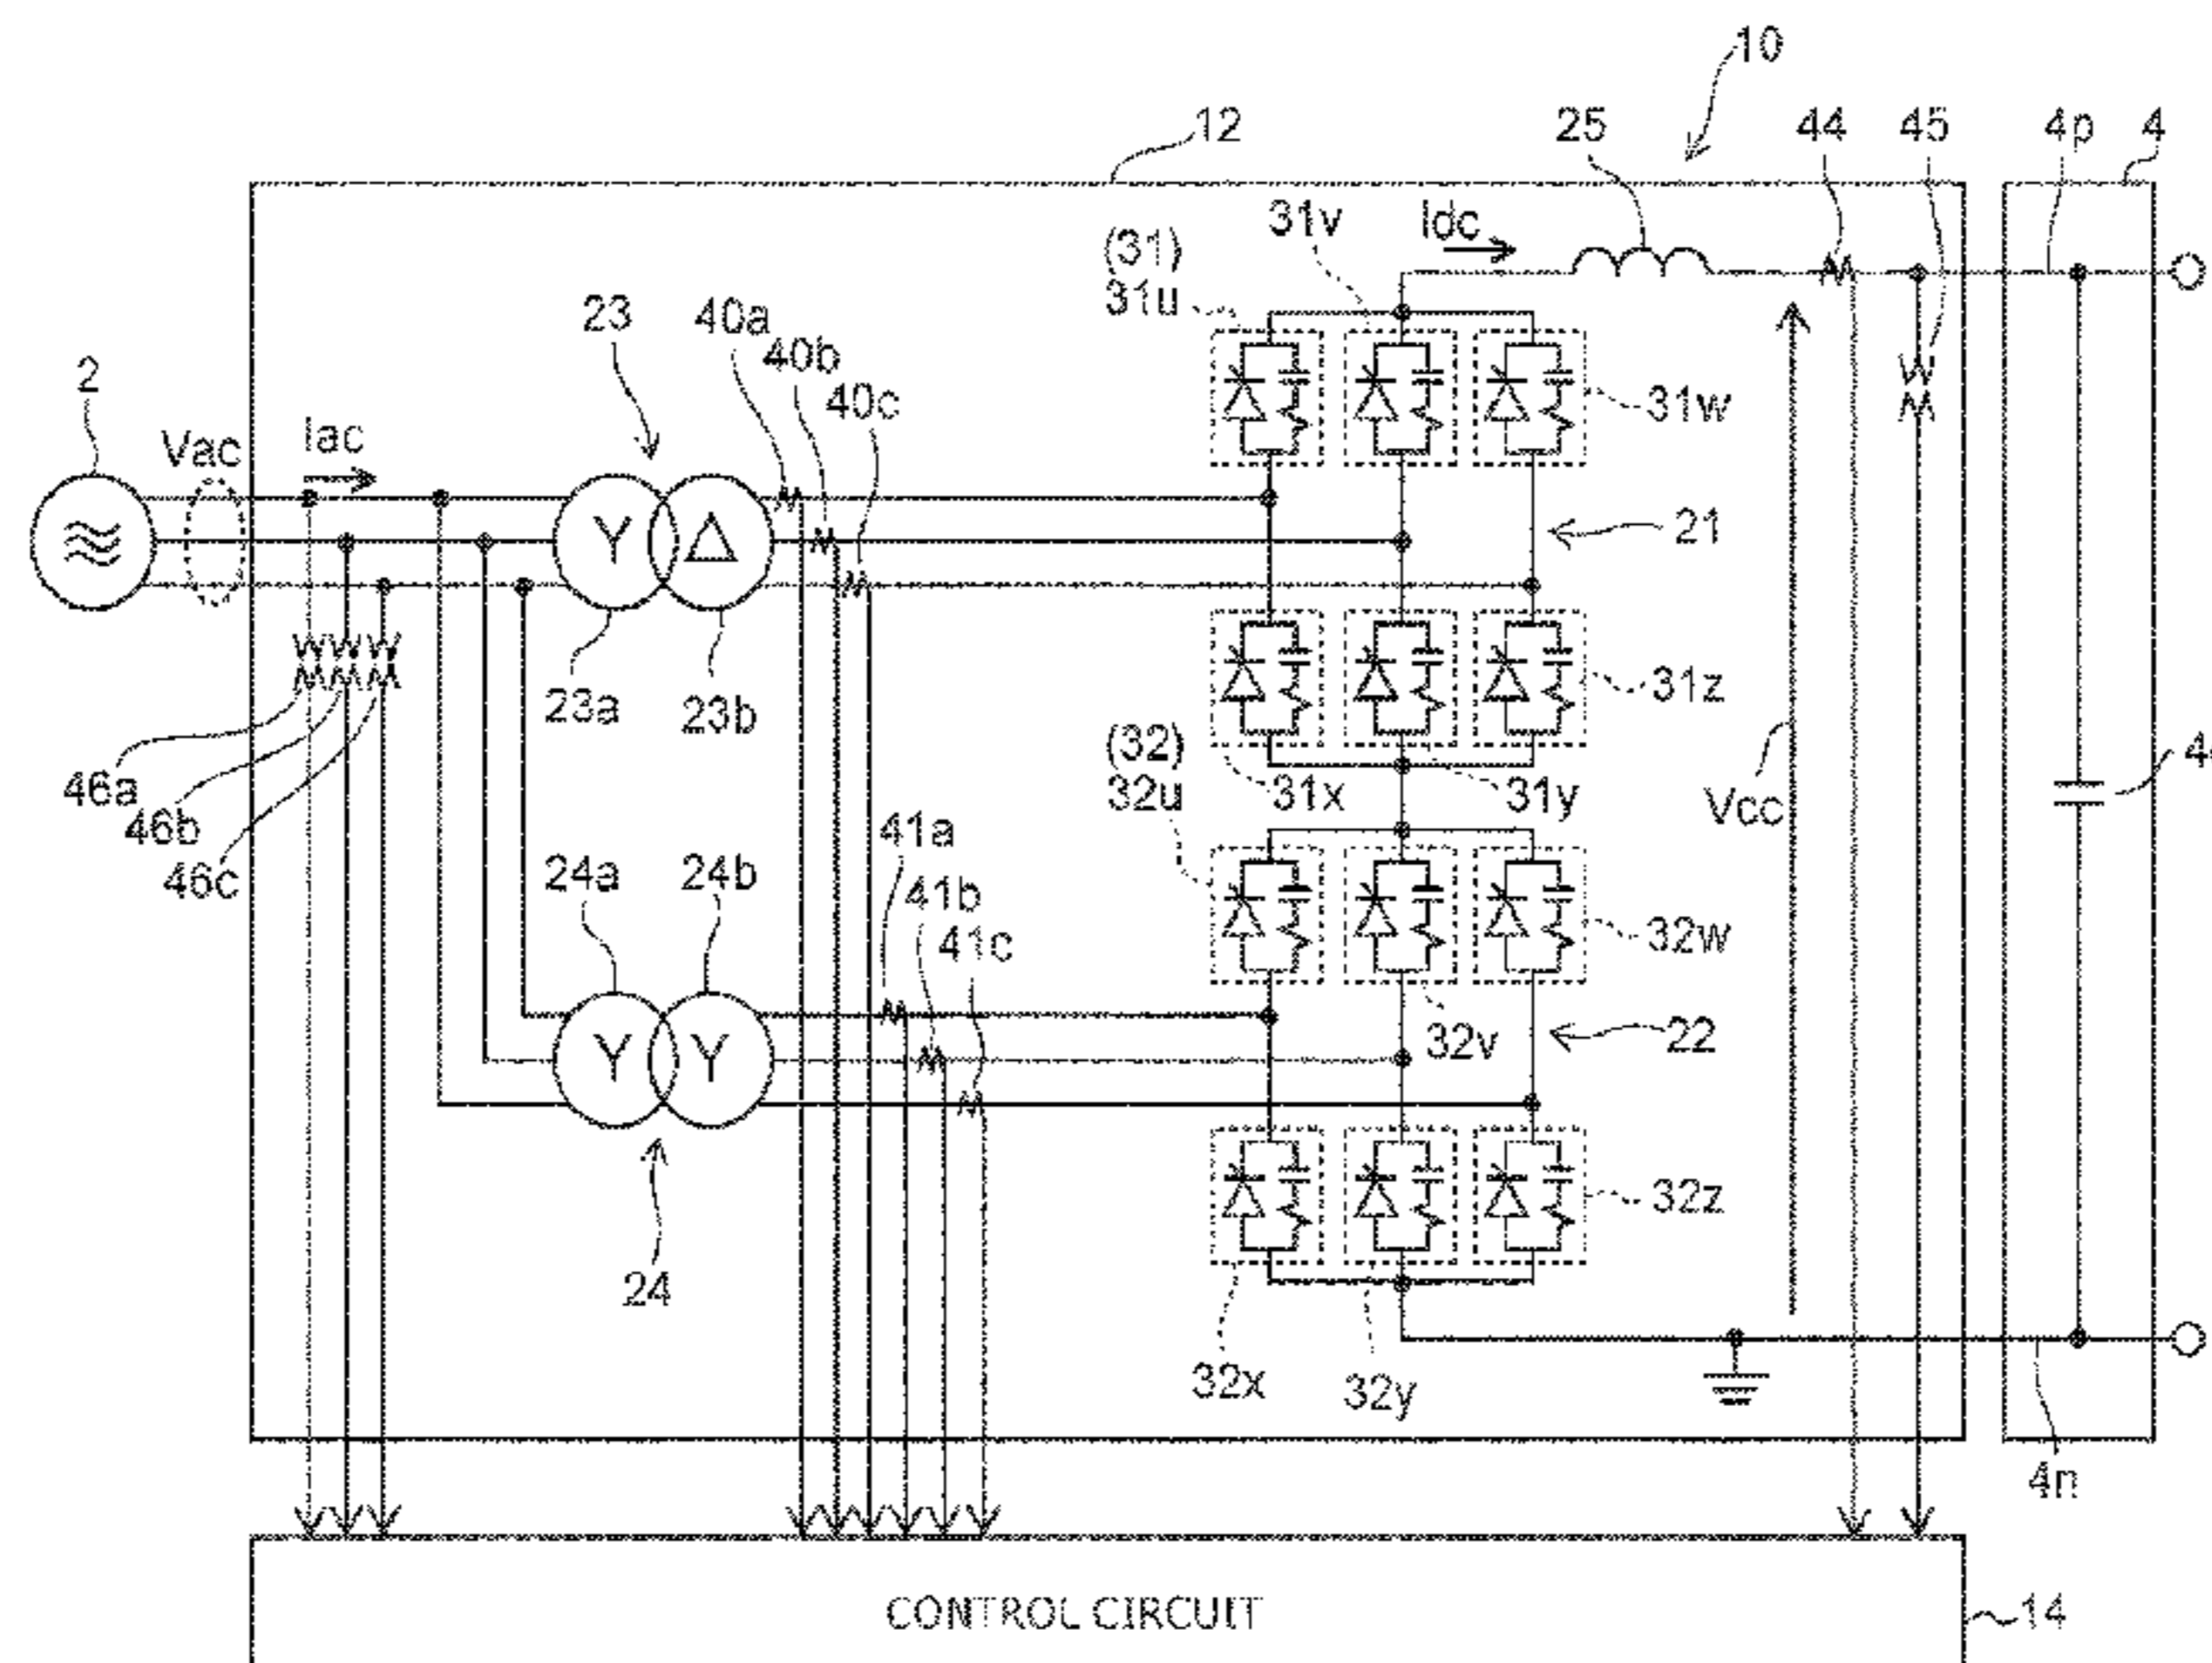 10
12
25
44
45
4p
4
31v
Idc
(31)
31u
23
40a
40b
40c
2
Vac
Iac
31w
Y
Δ
21
23a
23b
31z
46a
46b
46c
(32)
32u
31x
31y
Vcc
24a
24b
41a
41b
41c
32w
Y
Y
32v
22
32z
24
32x
32y
4n
CONTROL CIRCUIT
14